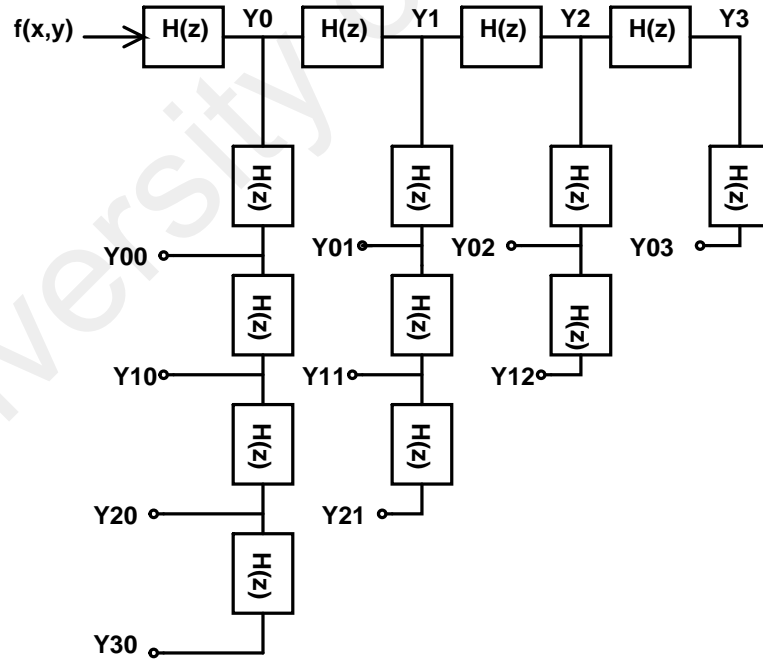 f(x,y) H(z) Y0 H(z) Y1 H(z) Y2 H(z) Y3
H(z) H(z) H(z) H(z)
Y00 Y01 Y02 Y03
H(z) H(z) H(z)
Y10 Y11 Y12
H(z) H(z)
Y20 Y21
H(z)
Y30